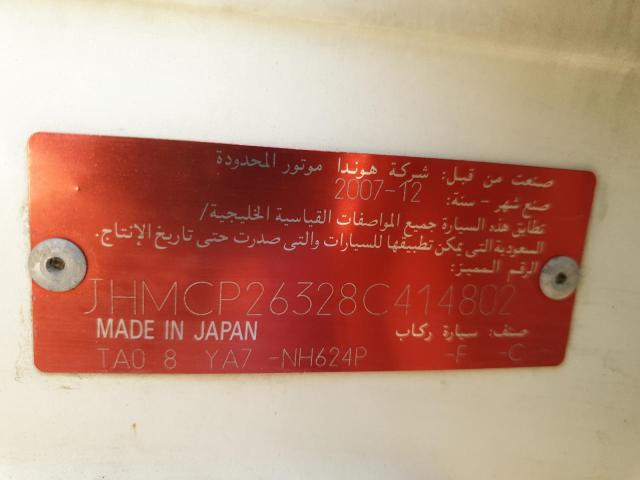 صنعت من قبل: شركة هوندا موتور المحدودة
صنع شهر - سنة: 2007-12
تطابق هذه السيارة جميع المواصفات القياسية الخليجية/
السعودية التي يمكن تطبيقها للسيارات والتي صدرت حتى تاريخ الإنتاج.
الرقم المميز:
JHMCP26328C414802
MADE IN JAPAN صنف: سيارة ركاب
TA0 8 YA7 -NH624P -F -C